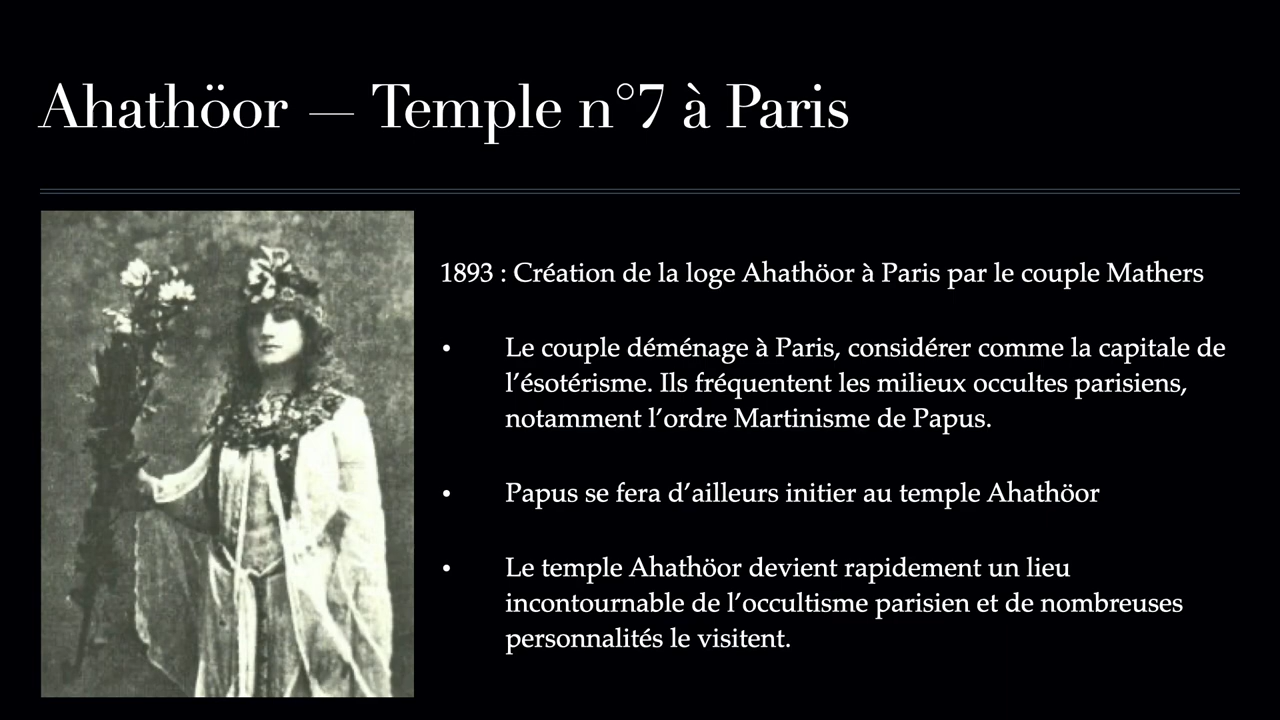 Ahathöor — Temple n°7 à Paris
1893 : Création de la loge Ahathöor à Paris par le couple Mathers
• Le couple déménage à Paris, considérer comme la capitale de
l’ésotérisme. Ils fréquentent les milieux occultes parisiens,
notamment l’ordre Martinisme de Papus.
• Papus se fera d’ailleurs initier au temple Ahathöor
• Le temple Ahathöor devient rapidement un lieu
incontournable de l’occultisme parisien et de nombreuses
personnalités le visitent.